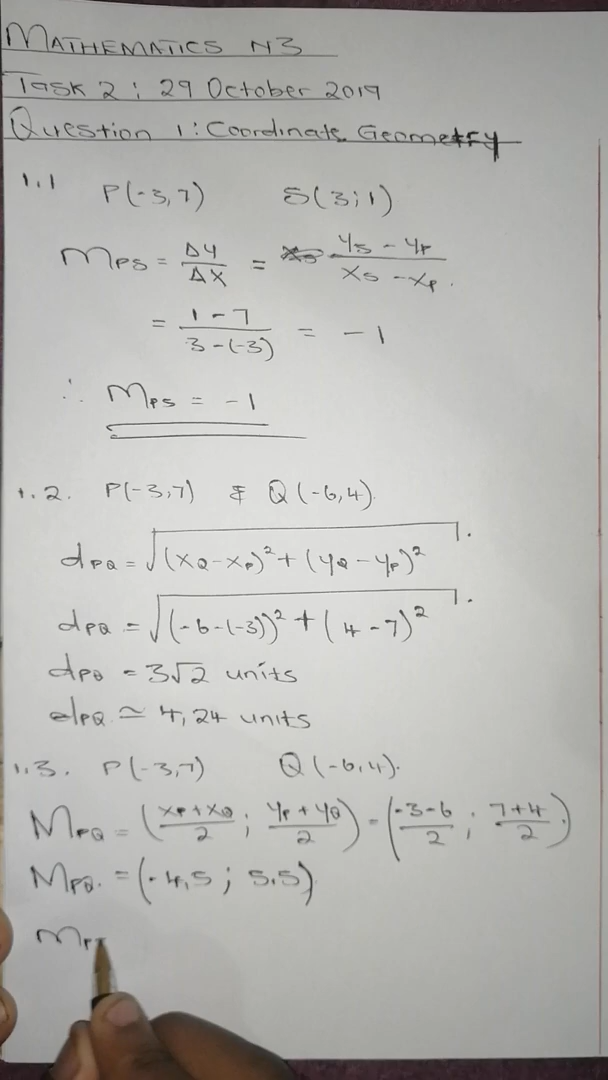 MATHEMATICS N3
Task 2 : 29 October 2019
Question 1 : Coordinate Geometry
1.1 P(-3,7) S(3;1)
MPS = ΔY/ΔX = (YS - YP)/(XS - XP).
= (1 - 7)/(3 - (-3)) = -1
∴ MPS = -1
1.2. P(-3,7) & Q(-6,4).
dPQ = √((XQ - XP)² + (YQ - YP)²).
dPQ = √((-6-(-3))² + (4 - 7)²).
dPQ = 3√2 units
dPQ ≃ 4,24 units
1.3. P(-3,7) Q(-6,4).
MPQ = ((XP + XQ)/2 ; (YP + YQ)/2) = ((-3-6)/2 ; (7+4)/2)
MPQ. = (-4,5 ; 5.5)
MP